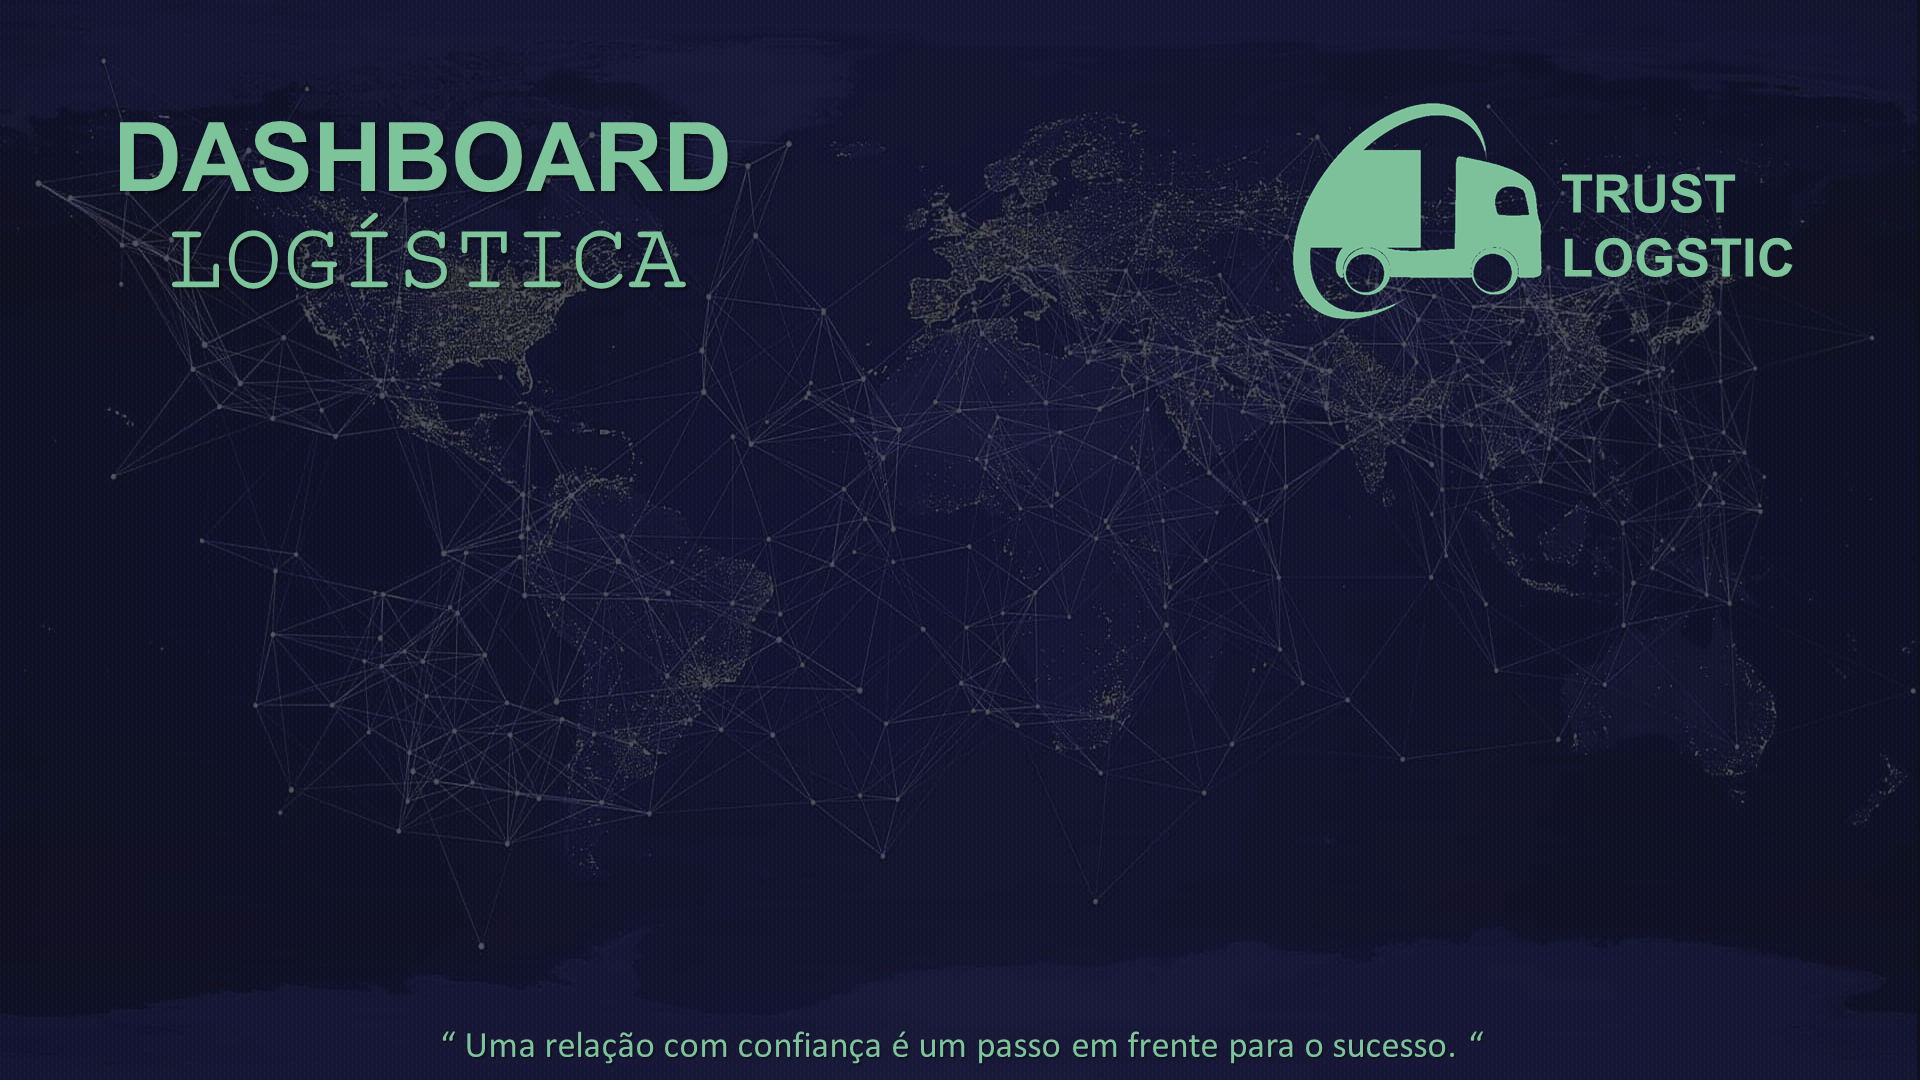 DASHBOARD
LOGÍSTICA
TRUST
LOGSTIC
“ Uma relação com confiança é um passo em frente para o sucesso. “